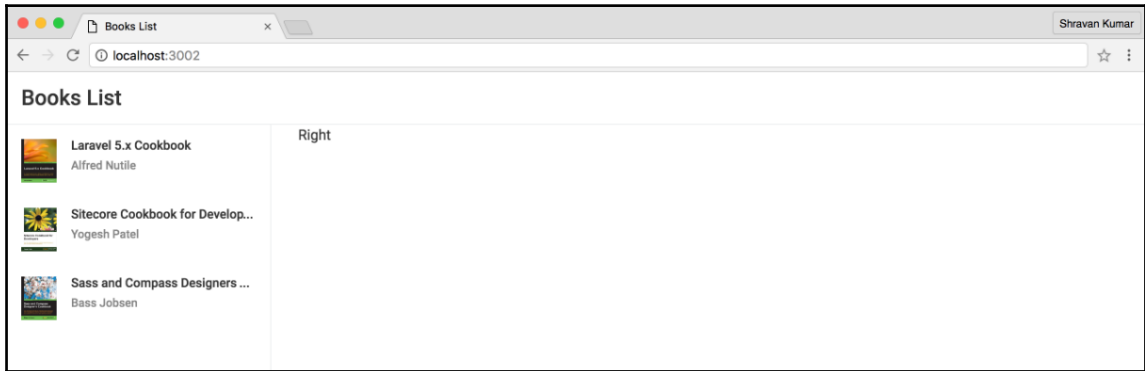 Books List
Shravan Kumar
localhost:3002
Books List
Laravel 5.x Cookbook
Alfred Nutile
Sitecore Cookbook for Develop...
Yogesh Patel
Sass and Compass Designers ...
Bass Jobsen
Right